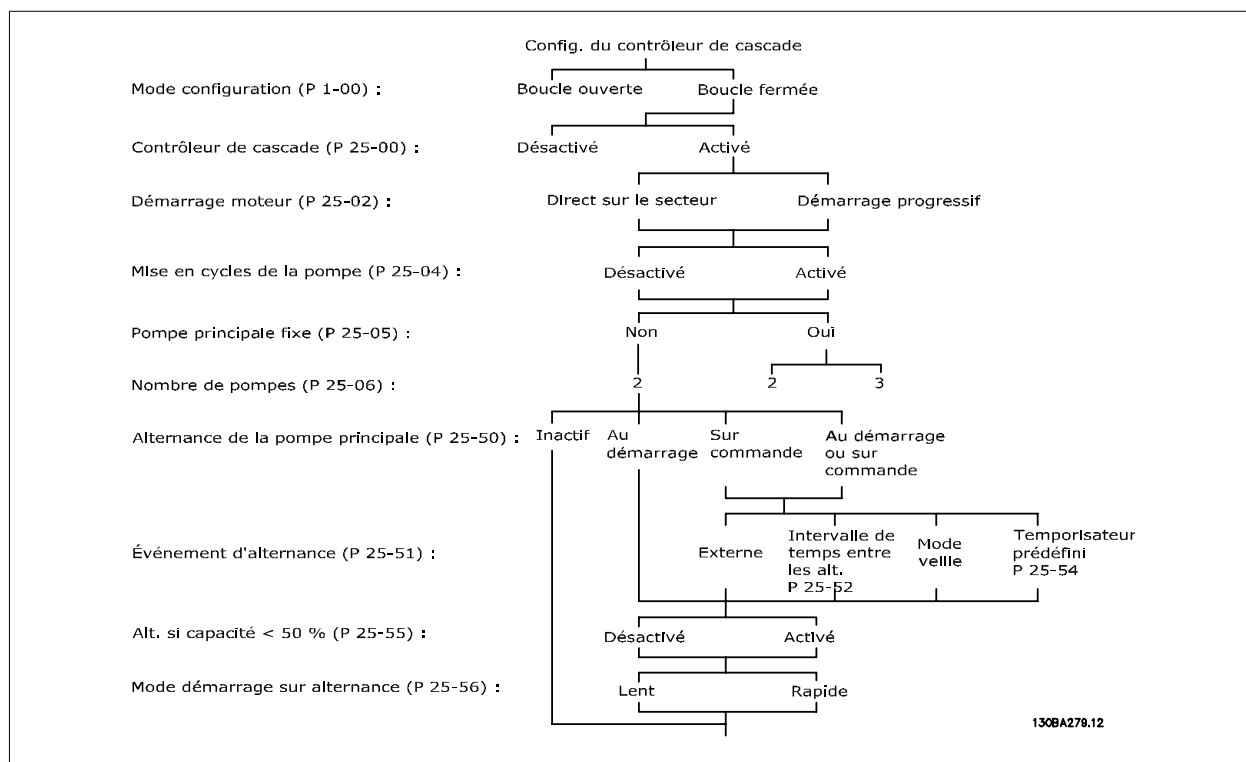 Config. du contrôleur de cascade
Mode configuration (P 1-00) :
Boucle ouverte
Boucle fermée
Contrôleur de cascade (P 25-00) :
Désactivé
Activé
Démarrage moteur (P 25-02) :
Direct sur le secteur
Démarrage progressif
Mise en cycles de la pompe (P 25-04) :
Désactivé
Activé
Pompe principale fixe (P 25-05) :
Non
Oui
Nombre de pompes (P 25-06) :
2
2
3
Alternance de la pompe principale (P 25-50) :
Inactif
Au
démarrage
Sur
commande
Au démarrage
ou sur
commande
Événement d'alternance (P 25-51) :
Externe
Intervalle de
temps entre
les alt.
P 25-52
Mode
veille
Temporisateur
prédéfini
P 25-54
Alt. si capacité < 50 % (P 25-55) :
Désactivé
Activé
Mode démarrage sur alternance (P 25-56) :
Lent
Rapide
130BA279.12